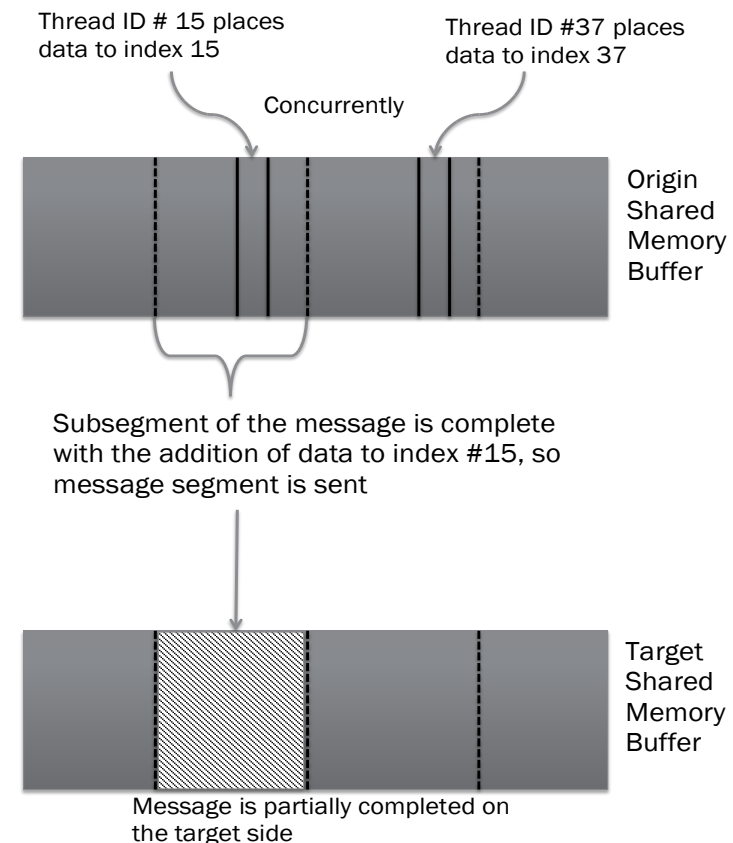 Thread ID # 15 places
data to index 15
Thread ID #37 places
data to index 37
Concurrently
Origin
Shared
Memory
Buffer
Subsegment of the message is complete
with the addition of data to index #15, so
message segment is sent
Target
Shared
Memory
Buffer
Message is partially completed on
the target side